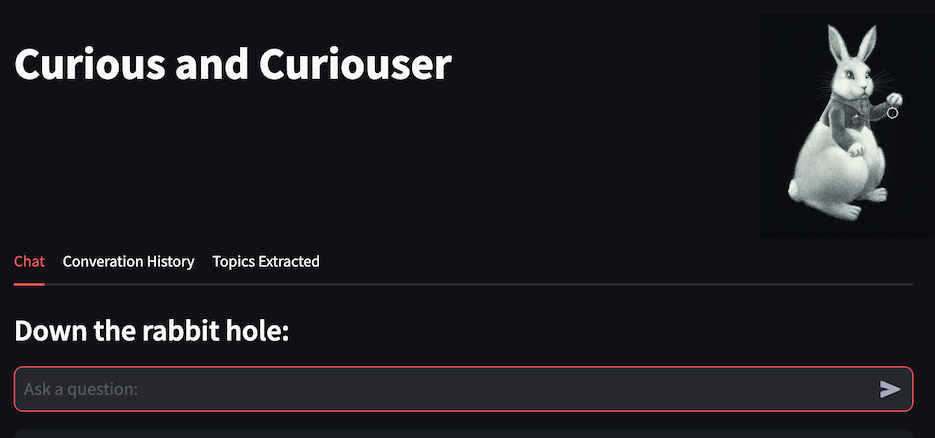 Curious and Curiouser
Chat Converation History Topics Extracted
Down the rabbit hole:
Ask a question: